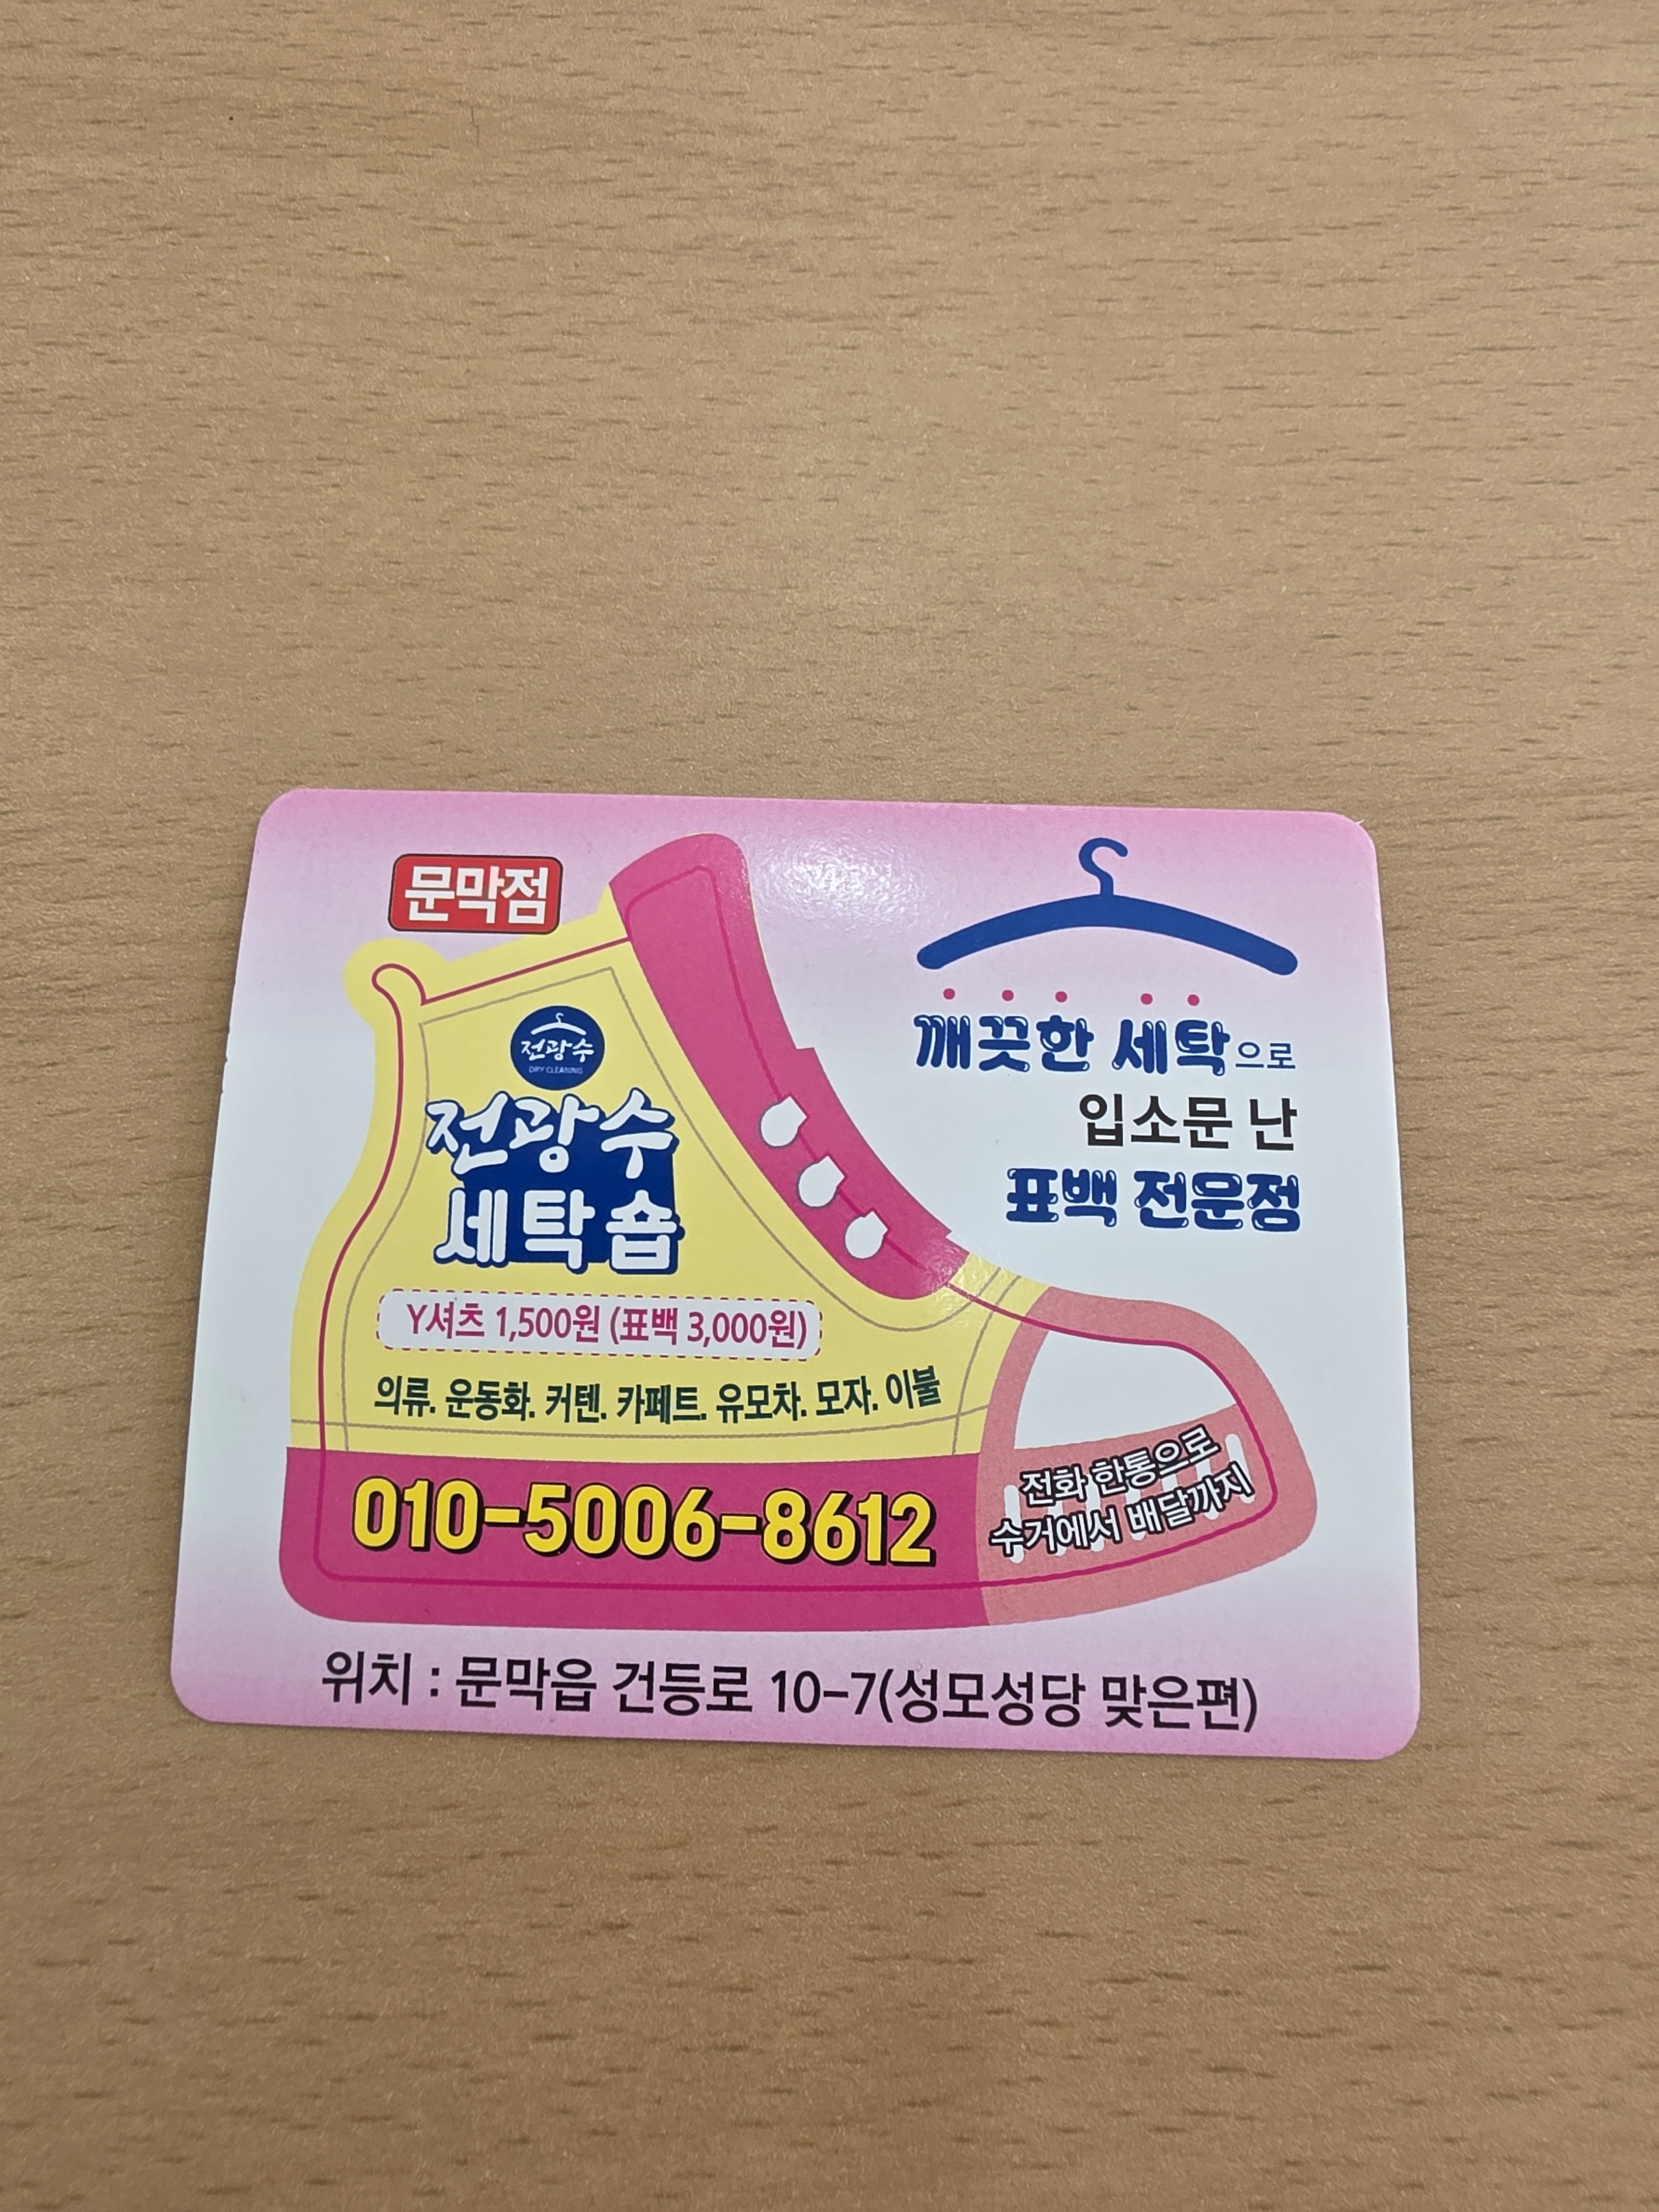 문막점
전광수
DRY CLEANING
전광수
세탁숍
Y셔츠 1,500원 (표백 3,000원)
의류. 운동화. 커텐. 카페트. 유모차. 모자. 이불
010-5006-8612
깨끗한 세탁으로
입소문 난
표백 전문점
전화 한통으로
수거에서 배달까지
위치 : 문막읍 건등로 10-7(성모성당 맞은편)